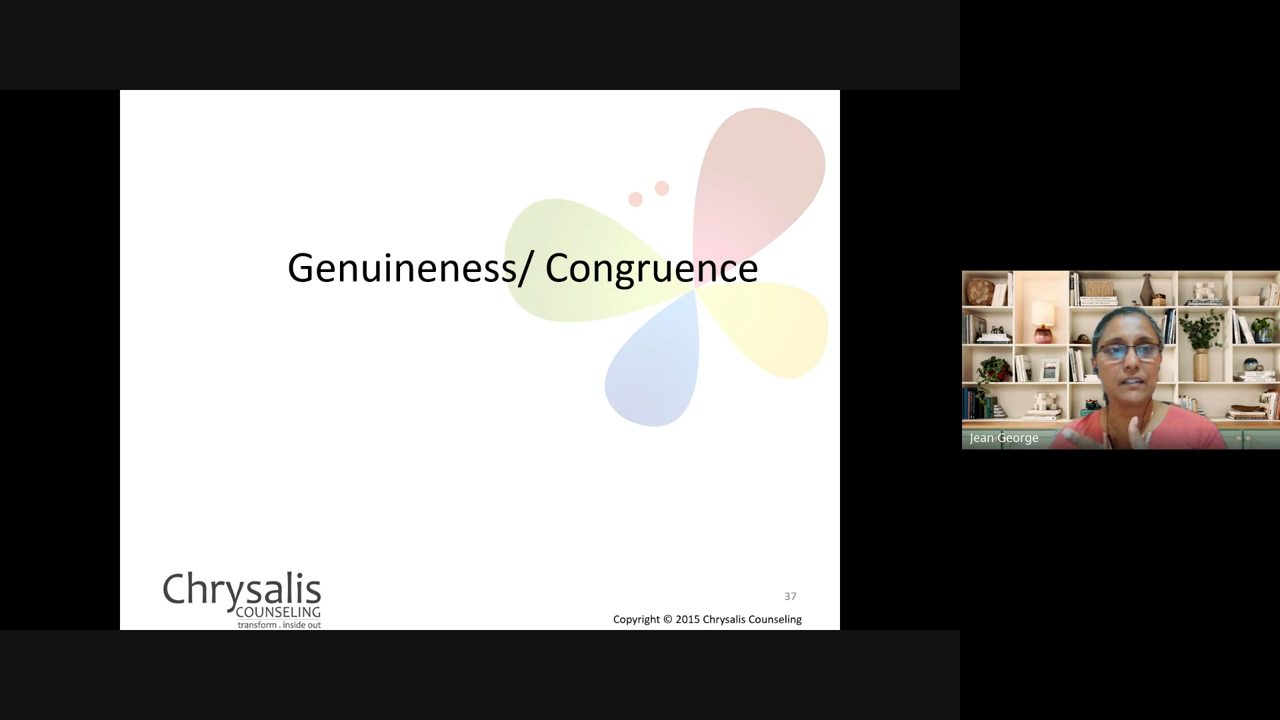 Genuineness/ Congruence
Jean George
Chrysalis
COUNSELING
transform . inside out
37
Copyright © 2015 Chrysalis Counseling